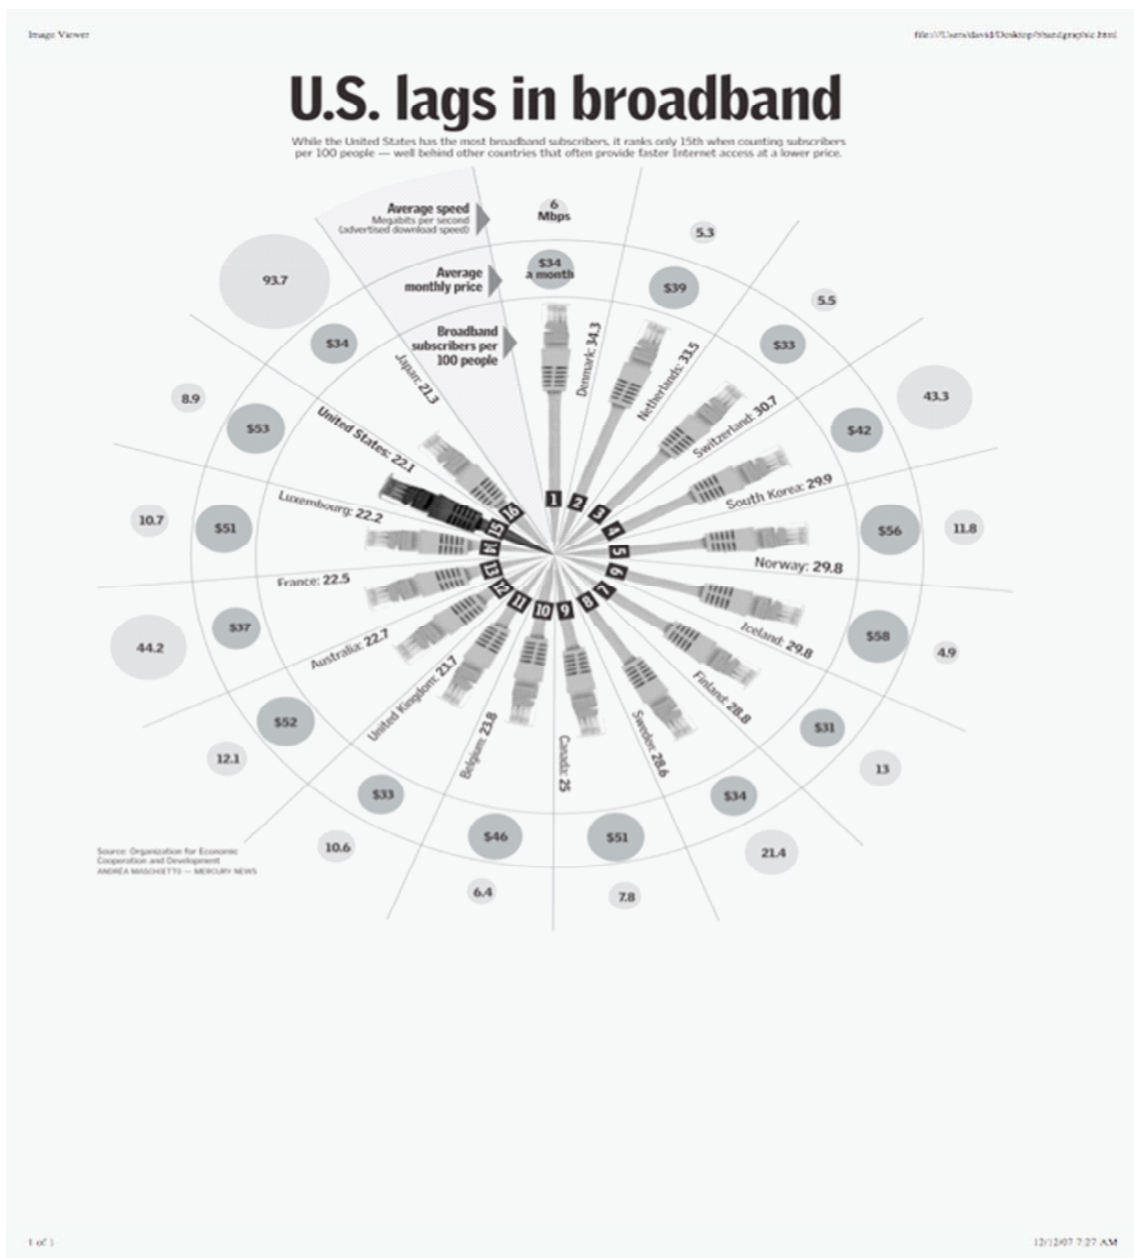 Image Viewer
file:///Users/david/Desktop/bbandgraphic.html
U.S. lags in broadband
While the United States has the most broadband subscribers, it ranks only 15th when counting subscribers
per 100 people — well behind other countries that often provide faster Internet access at a lower price.
Average speed
Megabits per second
(advertised download speed)
Average
monthly price
Broadband
subscribers per
100 people
6
Mbps
$34
a month
Denmark: 34.3
1
5.3
$39
Netherlands: 33.5
2
5.5
$33
Switzerland: 30.7
3
43.3
$42
South Korea: 29.9
4
11.8
$56
Norway: 29.8
5
4.9
$58
Iceland: 29.8
6
13
$31
Finland: 28.8
7
21.4
$34
Sweden: 28.6
8
7.8
$51
Canada: 25
9
6.4
$46
Belgium: 23.8
10
10.6
$33
United Kingdom: 23.7
11
12.1
$52
Australia: 22.7
12
44.2
$37
France: 22.5
13
10.7
$51
Luxembourg: 22.2
14
8.9
$53
United States: 22.1
15
93.7
$34
Japan: 21.3
16
Source: Organization for Economic
Cooperation and Development
ANDRÉA MASCHIETTO — MERCURY NEWS
1 of 1
12/12/07 7:27 AM